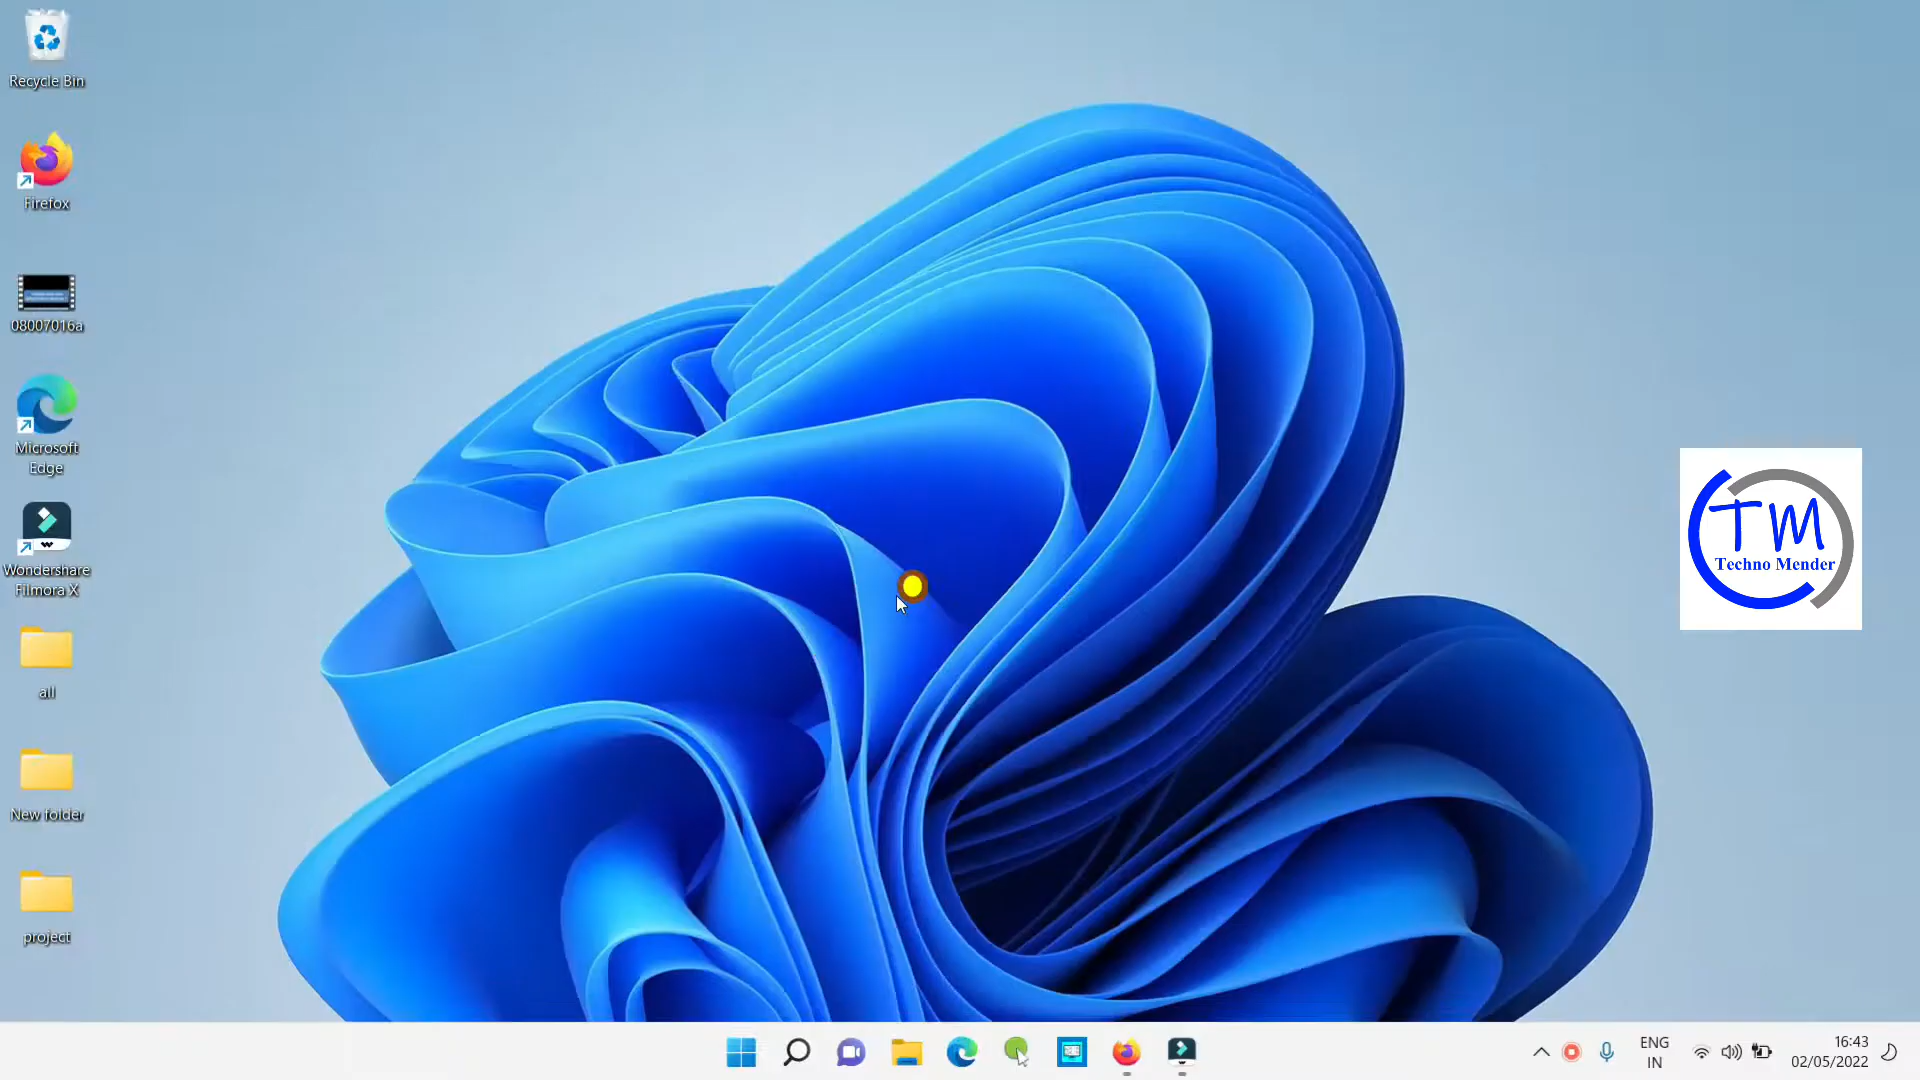 Recycle Bin
Firefox
08007016a
Microsoft
Edge
Wondershare
Filmora X
all
New folder
project
TM
Techno Mender
ENG
IN
16:43
02/05/2022